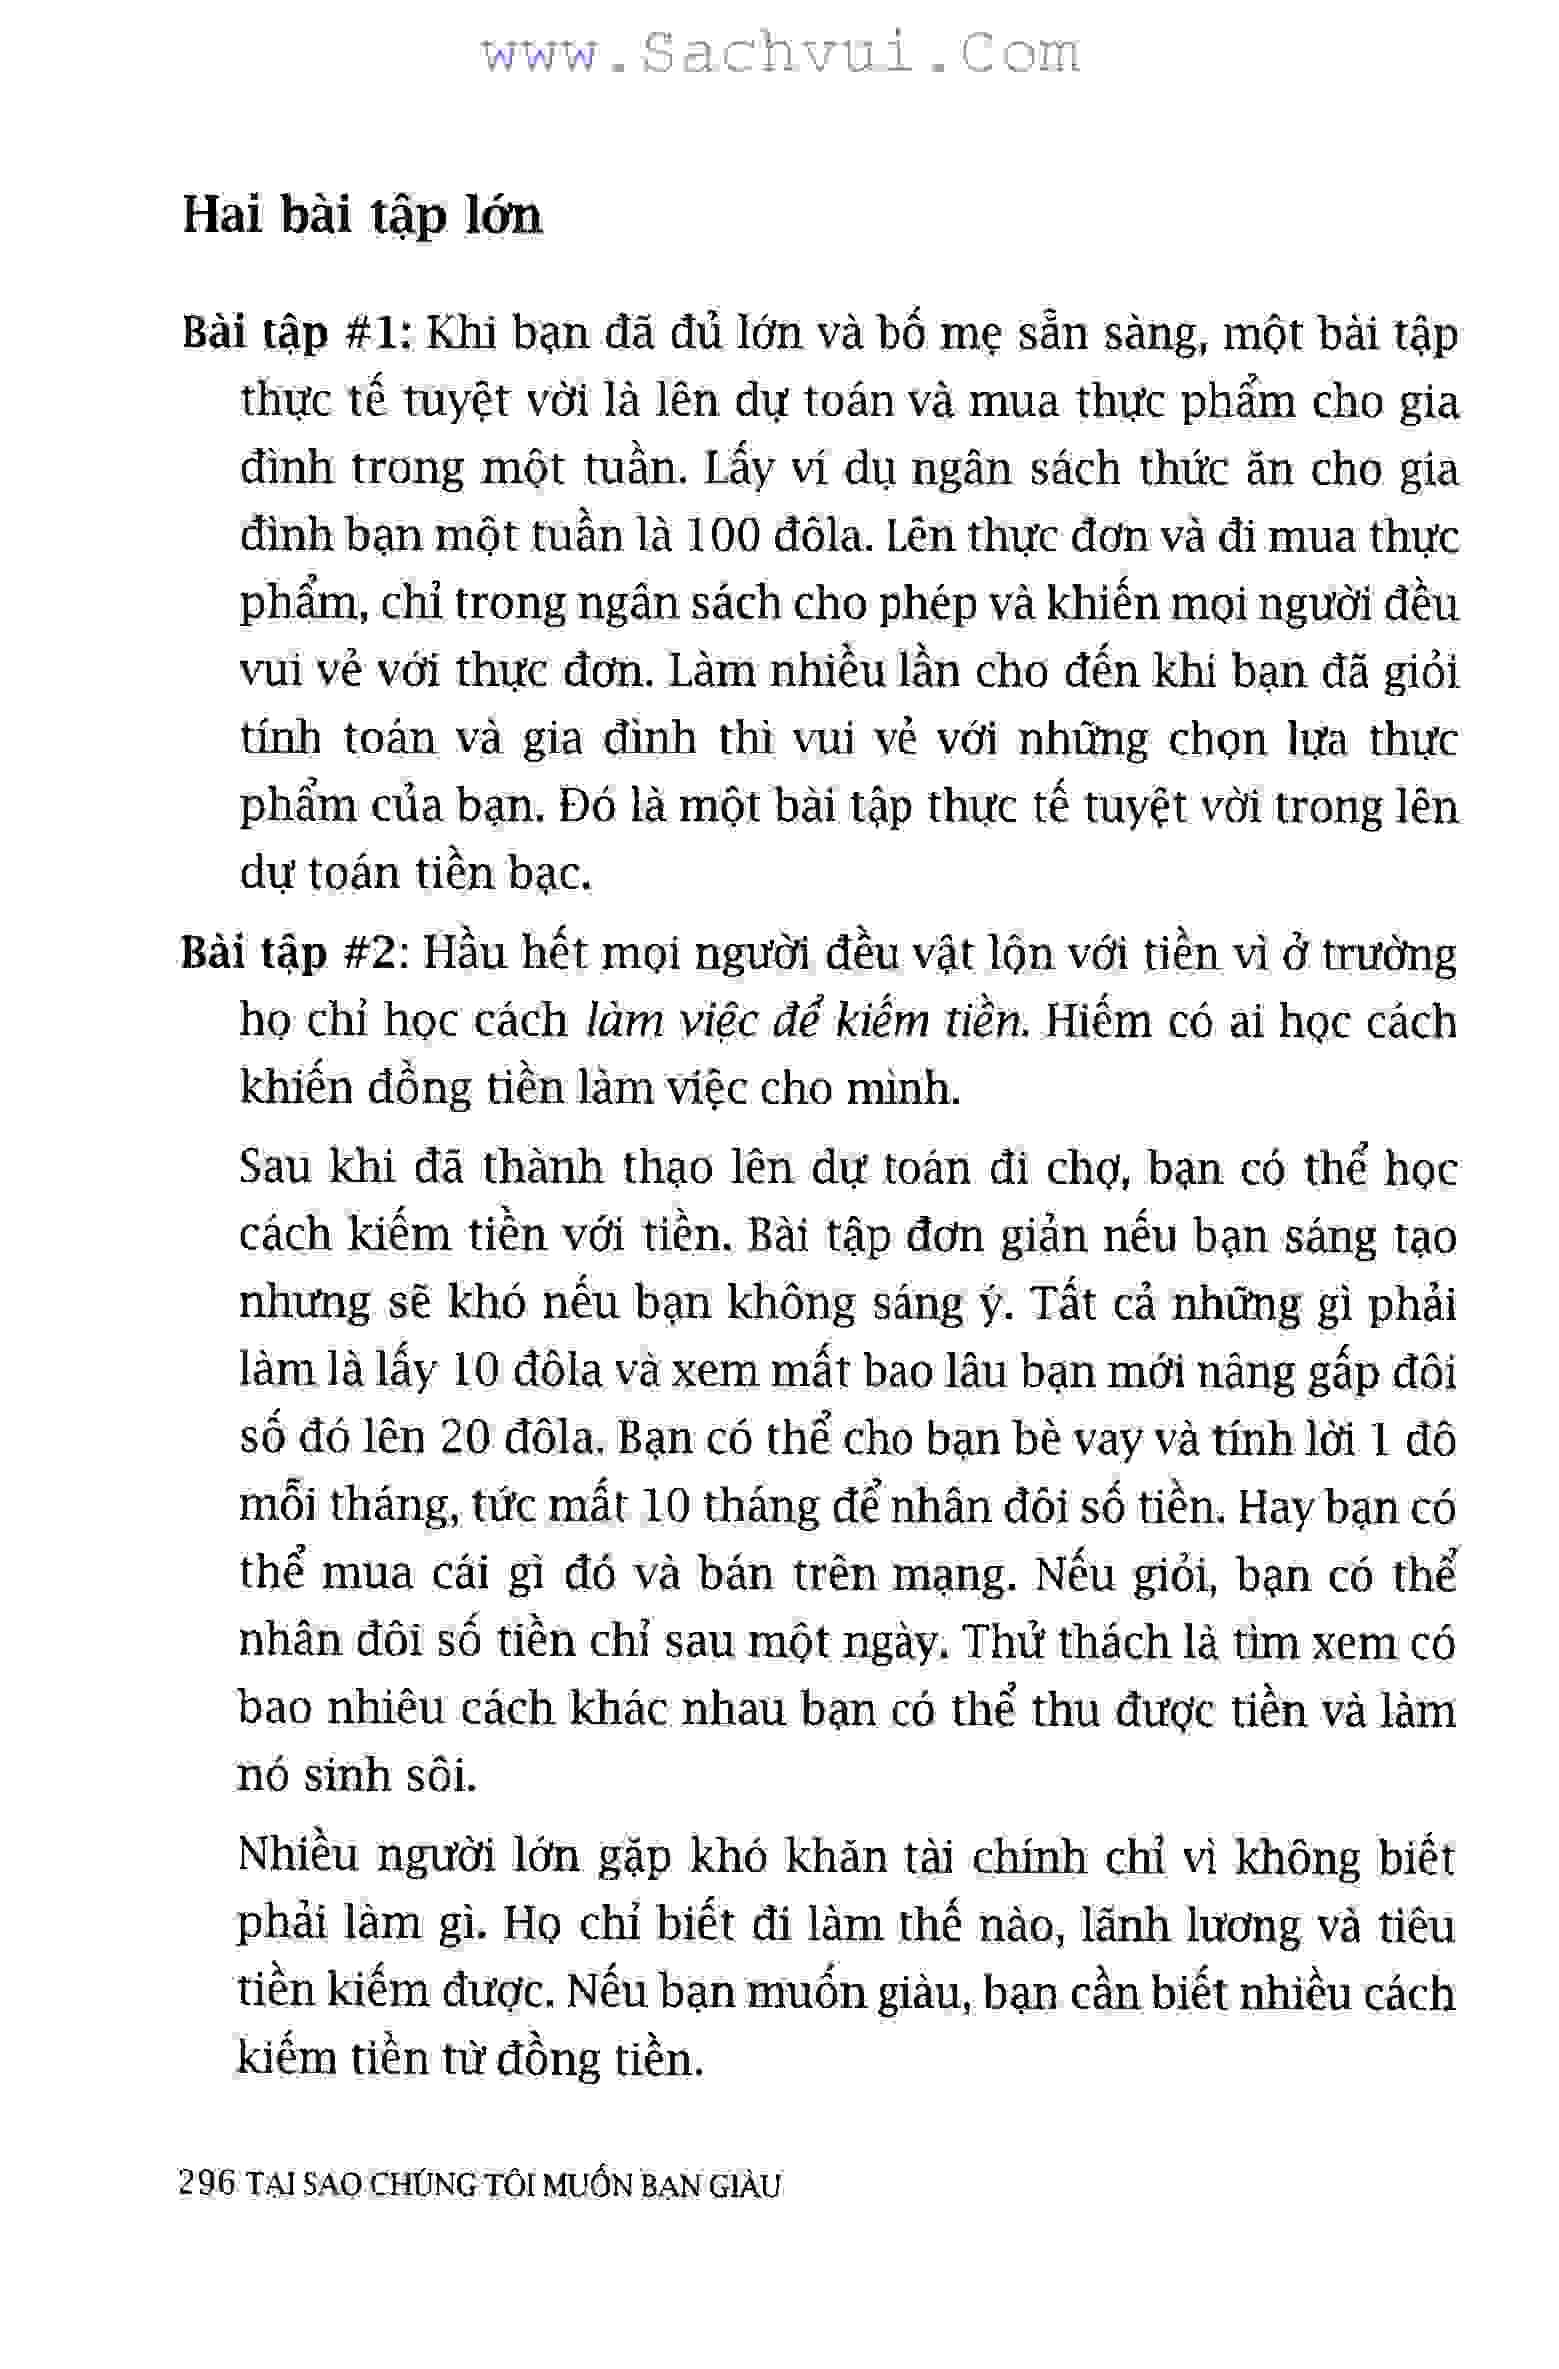 www.Sachvui.Com
Hai bài tập lớn
Bài tập #1: Khi bạn đã đủ lớn và bố mẹ sẵn sàng, một bài tập
thực tế tuyệt vời là lên dự toán và mua thực phẩm cho gia
đình trong một tuần. Lấy ví dụ ngân sách thức ăn cho gia
đình bạn một tuần là 100 đôla. Lên thực đơn và đi mua thực
phẩm, chỉ trong ngân sách cho phép và khiến mọi người đều
vui vẻ với thực đơn. Làm nhiều lần cho đến khi bạn đã giỏi
tính toán và gia đình thì vui vẻ với những chọn lựa thực
phẩm của bạn. Đó là một bài tập thực tế tuyệt vời trong lên
dự toán tiền bạc.
Bài tập #2: Hầu hết mọi người đều vật lộn với tiền vì ở trường
họ chỉ học cách làm việc để kiếm tiền. Hiếm có ai học cách
khiến đồng tiền làm việc cho mình.
Sau khi đã thành thạo lên dự toán đi chợ, bạn có thể học
cách kiếm tiền với tiền. Bài tập đơn giản nếu bạn sáng tạo
nhưng sẽ khó nếu bạn không sáng ý. Tất cả những gì phải
làm là lấy 10 đôla và xem mất bao lâu bạn mới nâng gấp đôi
số đó lên 20 đôla. Bạn có thể cho bạn bè vay và tính lời 1 đô
mỗi tháng, tức mất 10 tháng để nhân đôi số tiền. Hay bạn có
thể mua cái gì đó và bán trên mạng. Nếu giỏi, bạn có thể
nhân đôi số tiền chỉ sau một ngày. Thử thách là tìm xem có
bao nhiêu cách khác nhau bạn có thể thu được tiền và làm
nó sinh sôi.
Nhiều người lớn gặp khó khăn tài chính chỉ vì không biết
phải làm gì. Họ chỉ biết đi làm thế nào, lãnh lương và tiêu
tiền kiếm được. Nếu bạn muốn giàu, bạn cần biết nhiều cách
kiếm tiền từ đồng tiền.
296 TẠI SAO CHÚNG TÔI MUỐN BẠN GIÀU